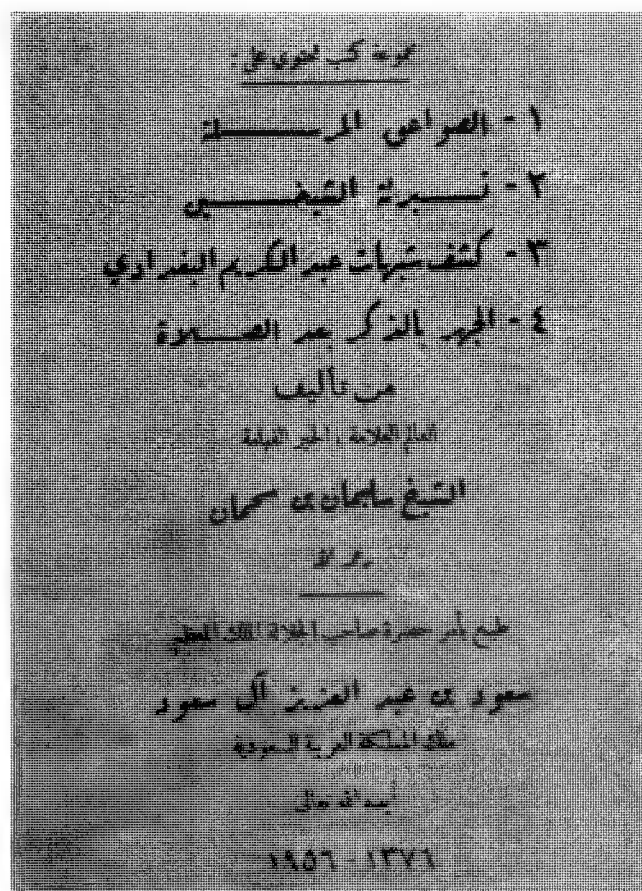 مجموعة كتب تحتوي على :
١ - الصواعق المرسلة
٢ - تبرئة الشيخين
٣ - كشف شبهات عبد الكريم البغدادي
٤ - الجهر بالذكر بعد الصلاة
من تأليف
العالم العلامة ، الحبر الفهامة
الشيخ سليمان بن سحمان
رحمه الله
طبع بأمر حضرة صاحب الجلالة الملك المعظم
سعود بن عبد العزيز آل سعود
ملك المملكة العربية السعودية
أيده الله تعالى
١٣٧٦ - ١٩٥٦